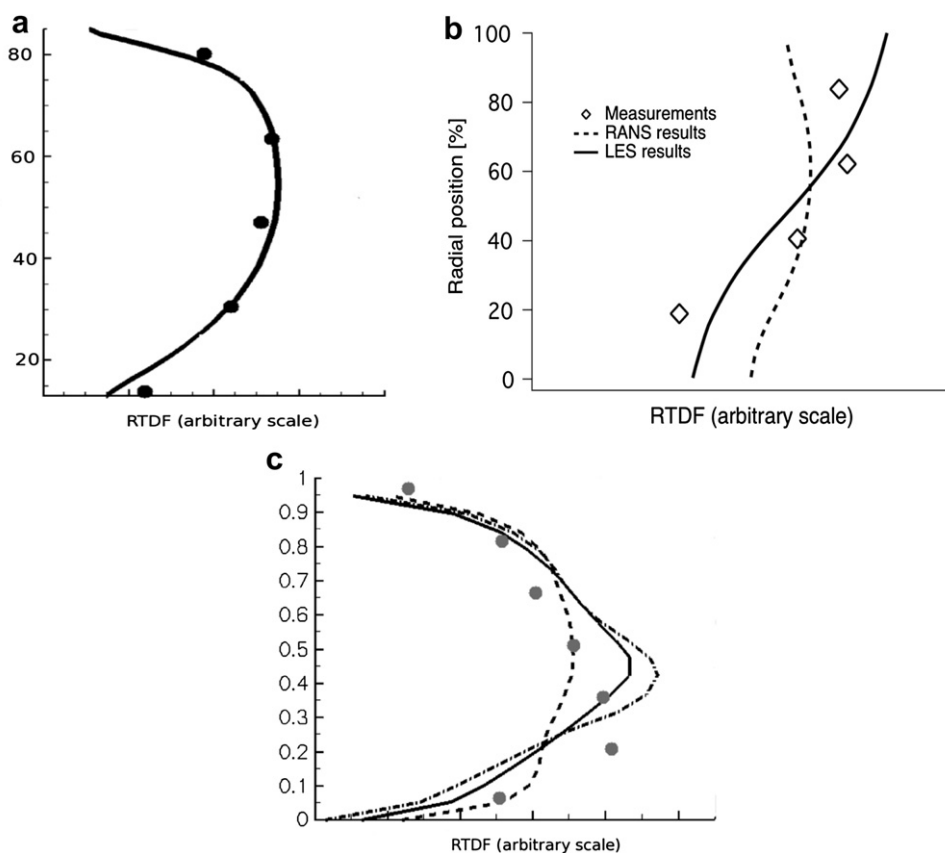 a
80
60
40
20
RTDF (arbitrary scale)
b
100
80
60
40
20
0
Radial position [%]
Measurements
RANS results
LES results
RTDF (arbitrary scale)
c
1
0.9
0.8
0.7
0.6
0.5
0.4
0.3
0.2
0.1
0
RTDF (arbitrary scale)